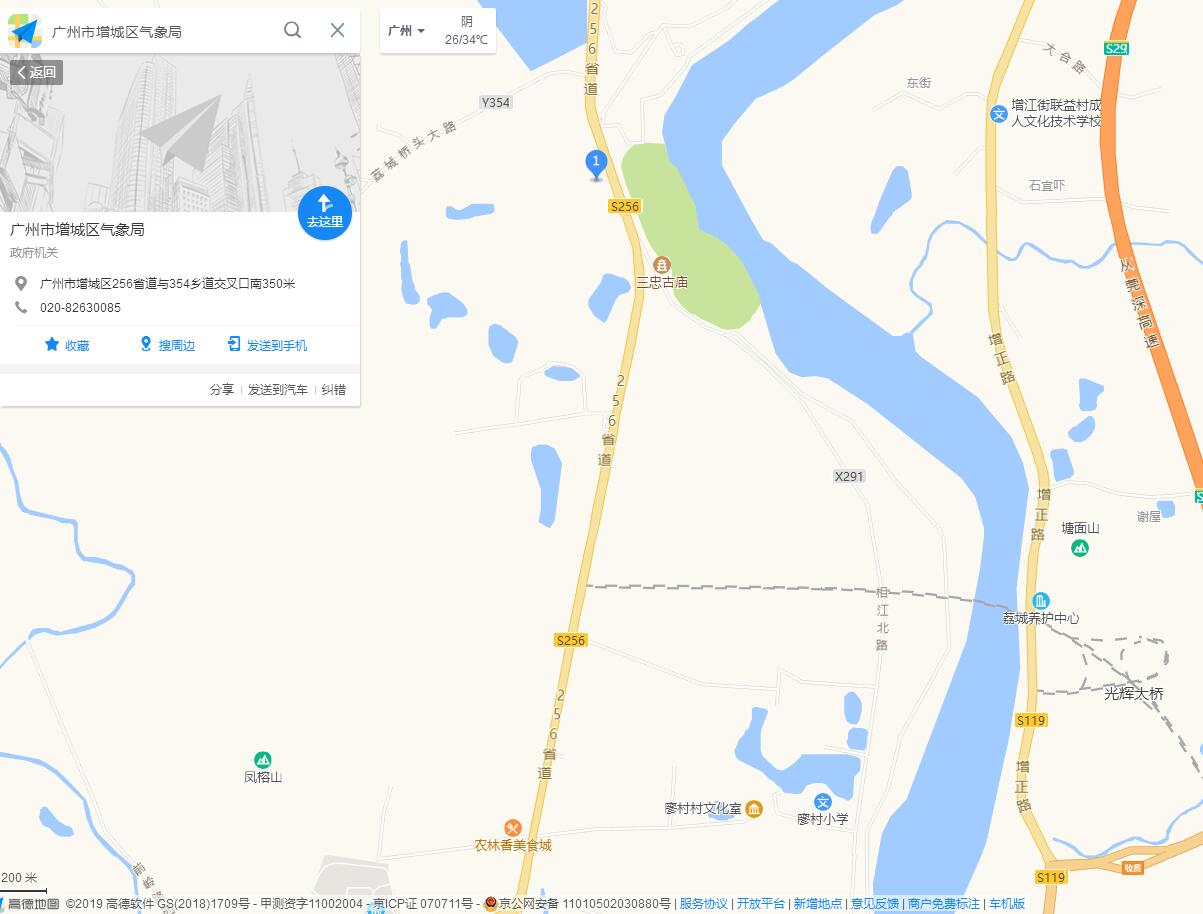 广州市增城区气象局
广州
阴
26/34℃
返回
去这里
广州市增城区气象局
政府机关
广州市增城区256省道与354乡道交叉口南350米
020-82630085
收藏
搜周边
发送到手机
分享
发送到汽车
纠错
256省道
Y354
荔城桥头大路
1
S256
三忠古庙
东街
大合路
S29
增江街联益村成
人文化技术学校
石宜吓
从莞深高速
增正路
256省道
X291
增正路
谢屋
塘面山
相江北路
荔城养护中心
S256
光辉大桥
S119
256省道
增正路
凤榕山
廖村村文化室
廖村小学
农林香美食城
收费
S119
200 米
高德地图
©2019 高德软件 GS(2018)1709号 - 甲测资字11002004 - 京ICP证 070711号 - 京公网安备 11010502030880号 | 服务协议 | 开放平台 | 新增地点 | 意见反馈 | 商户免费标注 | 车机版